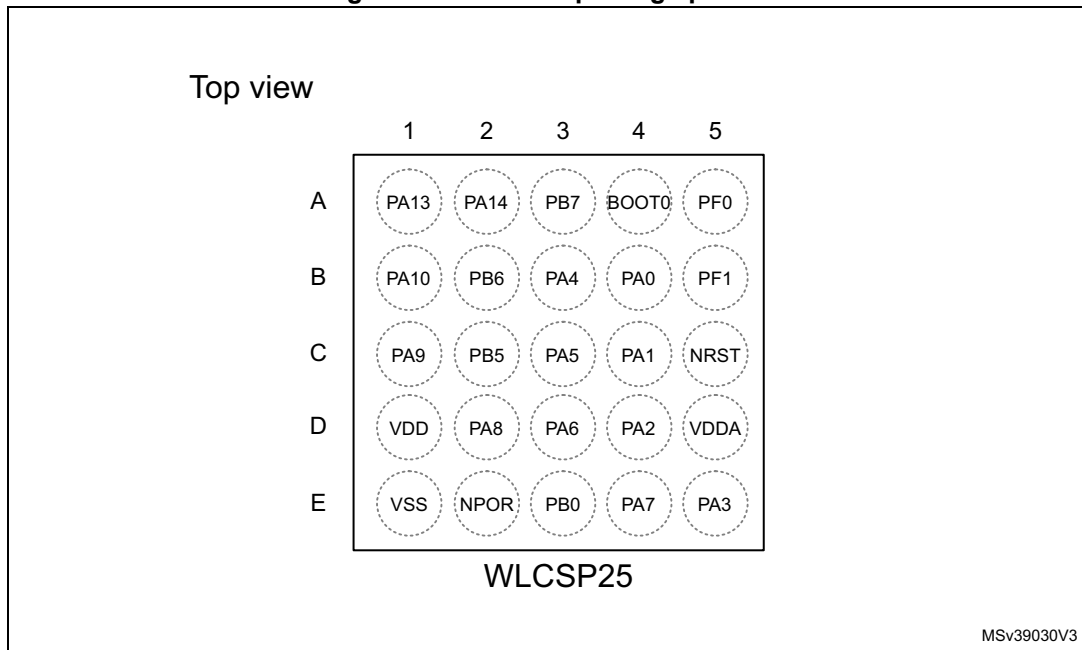 Top view
1 2 3 4 5
A PA13 PA14 PB7 BOOT0 PF0
B PA10 PB6 PA4 PA0 PF1
C PA9 PB5 PA5 PA1 NRST
D VDD PA8 PA6 PA2 VDDA
E VSS NPOR PB0 PA7 PA3
WLCSP25
MSv39030V3